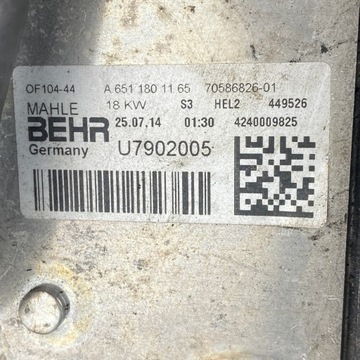 OF104-44 A 651 180 11 65 70586826-01
MAHLE 18 KW S3 HEL2 449526
BEHR 25.07.14 01:30 4240009825
Germany U7902005